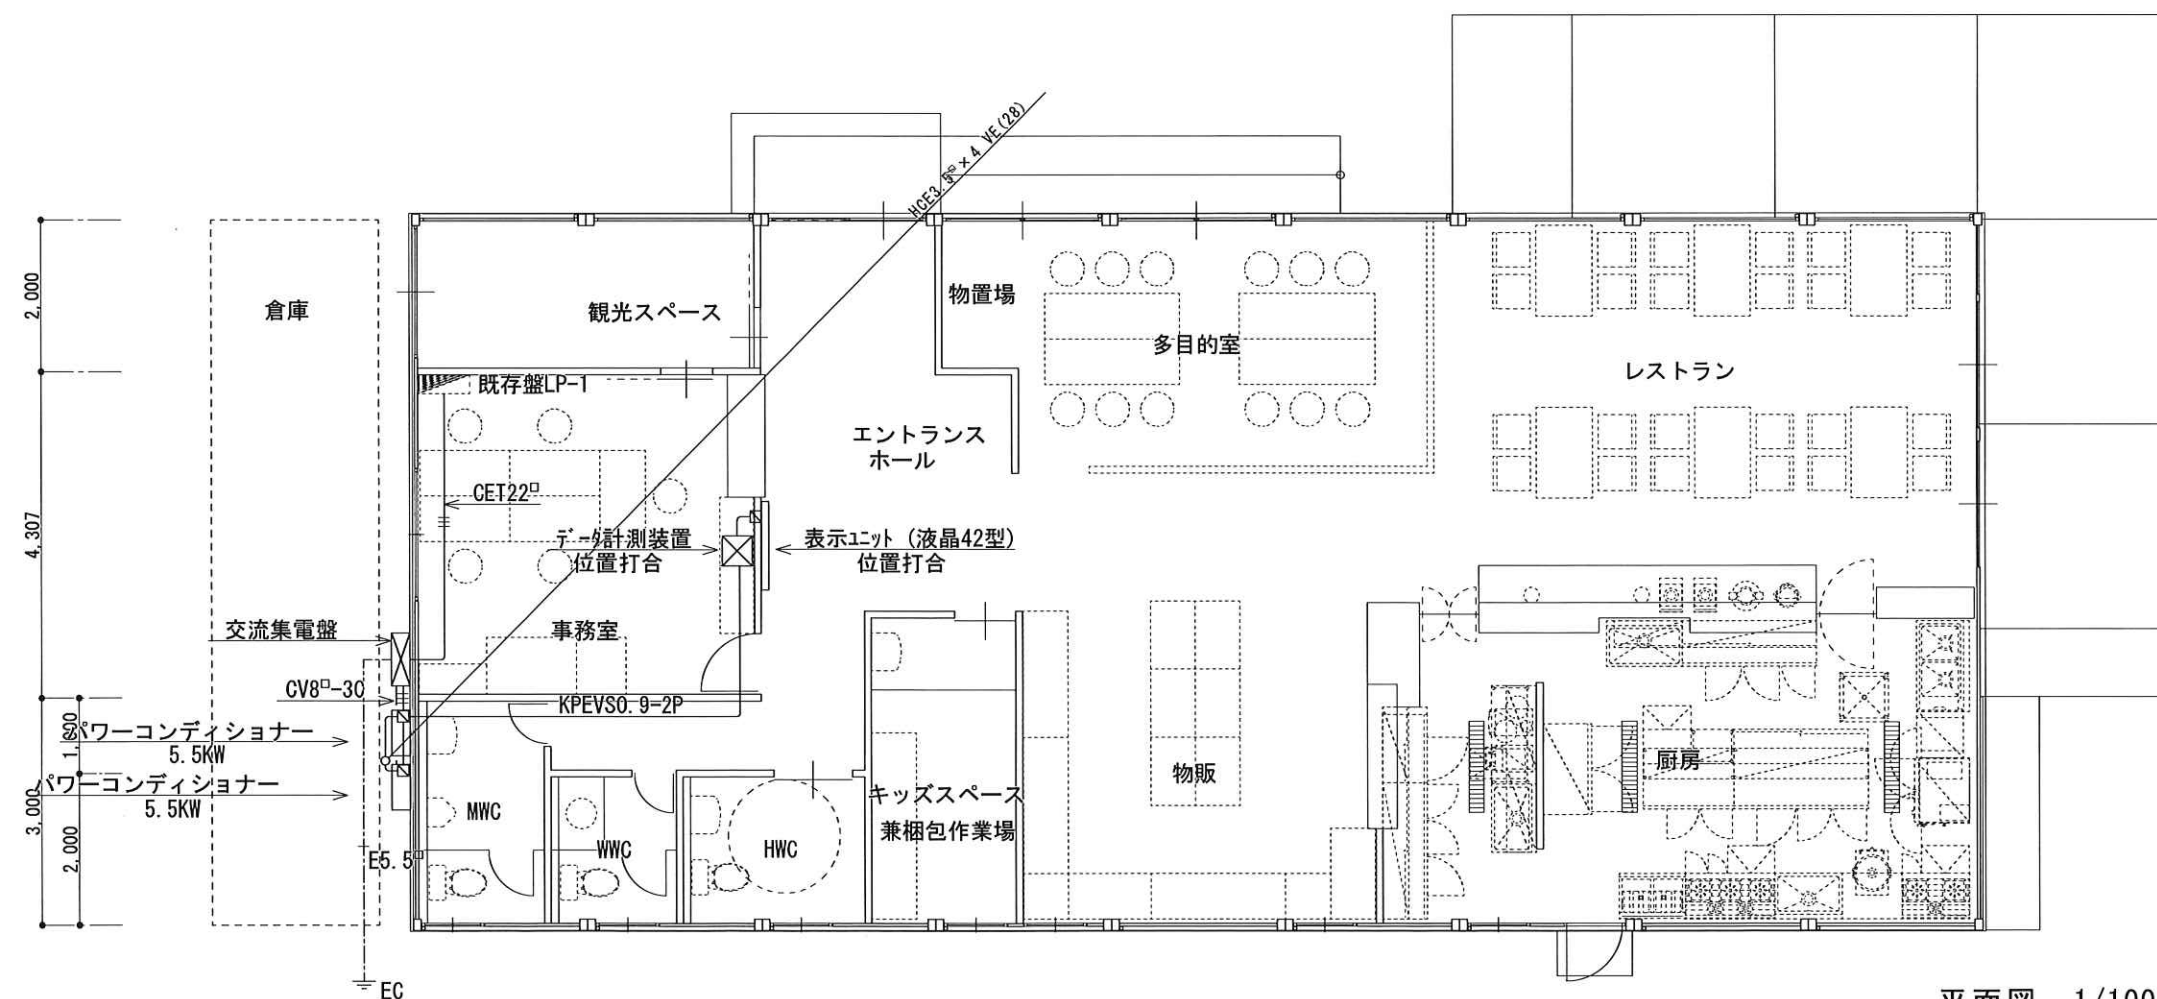 HCE3.5□×4 VE(28)
2,000
倉庫
観光スペース
物置場
多目的室
レストラン
既存盤LP-1
エントランス
ホール
4,307
CET22□
データ計測装置
位置打合
表示ユニット (液晶42型)
位置打合
交流集電盤
事務室
CV8□-3C
KPEVS0.9-2P
パワーコンディショナー
5.5KW
パワーコンディショナー
5.5KW
3,000
2,000
MWC
WWC
HWC
キッズスペース
兼梱包作業場
物販
厨房
E5.5□
EC
平面図 1/100